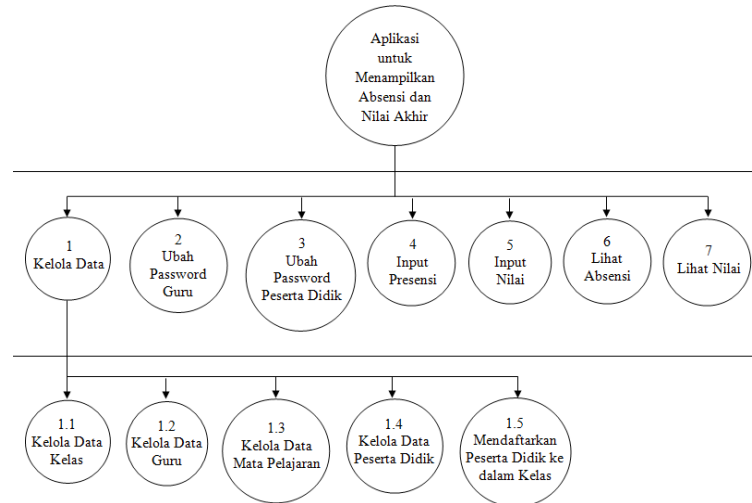 Aplikasi
untuk
Menampilkan
Absensi dan
Nilai Akhir
1
Kelola Data
2
Ubah
Password
Guru
3
Ubah
Password
Peserta Didik
4
Input
Presensi
5
Input
Nilai
6
Lihat
Absensi
7
Lihat Nilai
1.1
Kelola Data
Kelas
1.2
Kelola Data
Guru
1.3
Kelola Data
Mata Pelajaran
1.4
Kelola Data
Peserta Didik
1.5
Mendaftarkan
Peserta Didik ke
dalam Kelas